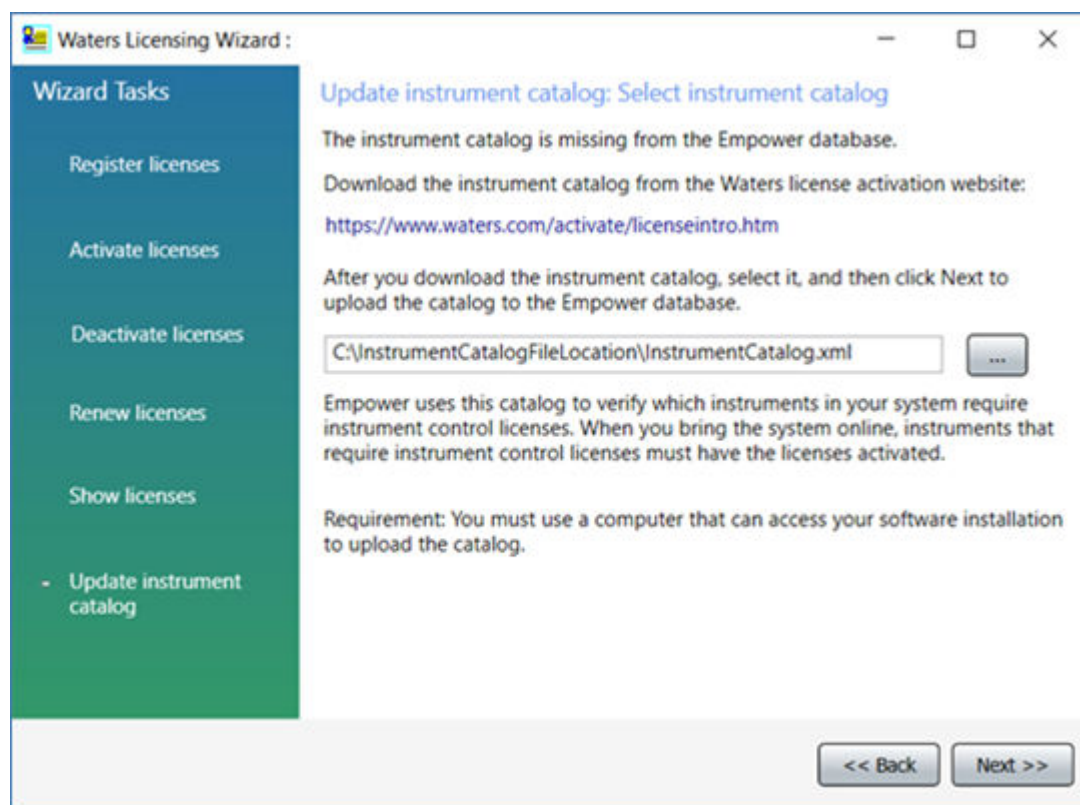 Waters Licensing Wizard :
Wizard Tasks
Register licenses
Activate licenses
Deactivate licenses
Renew licenses
Show licenses
- Update instrument
catalog
Update instrument catalog: Select instrument catalog
The instrument catalog is missing from the Empower database.
Download the instrument catalog from the Waters license activation website:
https://www.waters.com/activate/licenseintro.htm
After you download the instrument catalog, select it, and then click Next to
upload the catalog to the Empower database.
C:\InstrumentCatalogFileLocation\InstrumentCatalog.xml
...
Empower uses this catalog to verify which instruments in your system require
instrument control licenses. When you bring the system online, instruments that
require instrument control licenses must have the licenses activated.
Requirement: You must use a computer that can access your software installation
to upload the catalog.
<< Back
Next >>